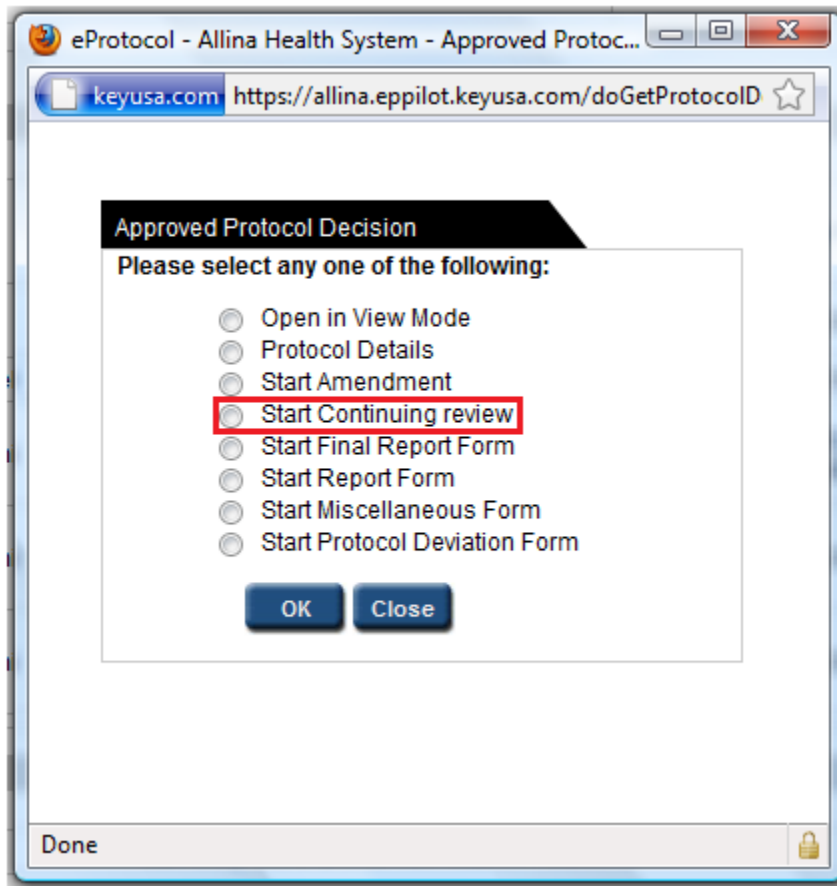 eProtocol - Allina Health System - Approved Protoc...
keyusa.com https://allina.eppilot.keyusa.com/doGetProtocolD
Approved Protocol Decision
Please select any one of the following:
Open in View Mode
Protocol Details
Start Amendment
Start Continuing review
Start Final Report Form
Start Report Form
Start Miscellaneous Form
Start Protocol Deviation Form
OK Close
Done